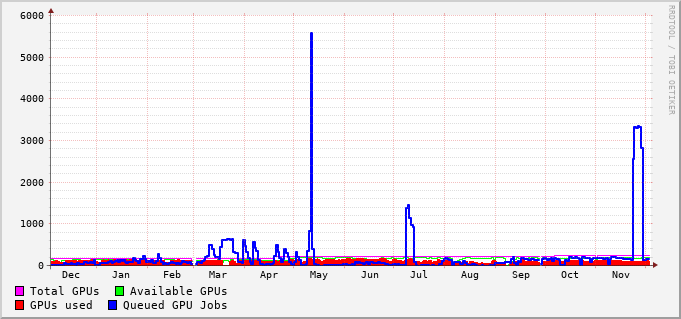 6000
5000
4000
3000
2000
1000
0
Dec Jan Feb Mar Apr May Jun Jul Aug Sep Oct Nov
Total GPUs Available GPUs
GPUs used Queued GPU Jobs
RRDTOOL / TOBI OETIKER